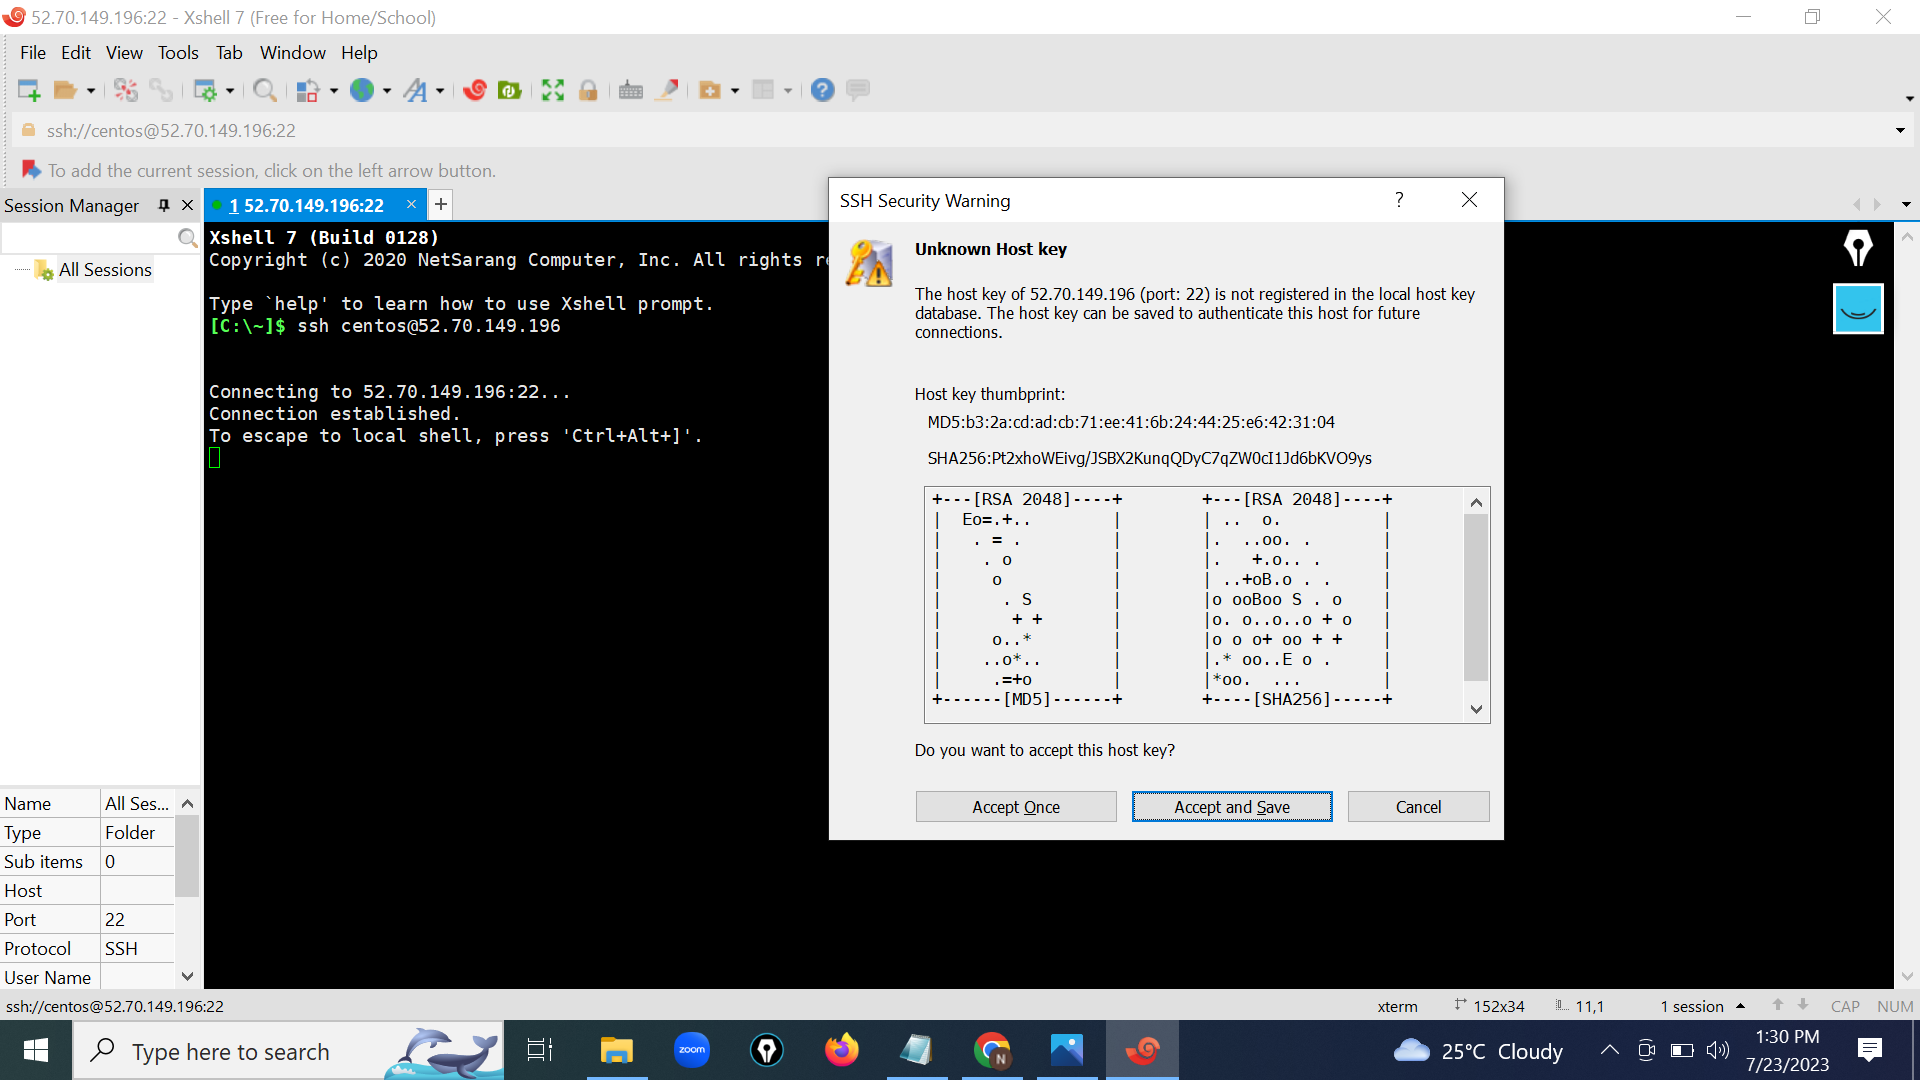 52.70.149.196:22 - Xshell 7 (Free for Home/School)
File Edit View Tools Tab Window Help
ssh://centos@52.70.149.196:22
To add the current session, click on the left arrow button.
Session Manager
1 52.70.149.196:22
All Sessions
Xshell 7 (Build 0128)
Copyright (c) 2020 NetSarang Computer, Inc. All rights
Type `help' to learn how to use Xshell prompt.
[C:\~]$ ssh centos@52.70.149.196
Connecting to 52.70.149.196:22...
Connection established.
To escape to local shell, press 'Ctrl+Alt+]'.
SSH Security Warning
?
Unknown Host key
The host key of 52.70.149.196 (port: 22) is not registered in the local host key
database. The host key can be saved to authenticate this host for future
connections.
Host key thumbprint:
MD5:b3:2a:cd:ad:cb:71:ee:41:6b:24:44:25:e6:42:31:04
SHA256:Pt2xhoWEivg/JSBX2KunqQDyC7qZW0cI1Jd6bKVO9ys
+---[RSA 2048]----+ +---[RSA 2048]----+
|  Eo=.+..        | | ..  o.          |
|   . = .         | |.  ..oo. .       |
|    . o          | |.   +.o.. .      |
|     o           | | ..+oB.o . .     |
|      . S        | |o ooBoo S . o    |
|       + +       | |o. o..o..o + o   |
|     o..*        | |o o o+ oo + +    |
|    ..o*..       | |.* oo..E o .     |
|     .=+o        | |*oo.  ...        |
+------[MD5]------+ +----[SHA256]-----+
Do you want to accept this host key?
Accept Once Accept and Save Cancel
Name All Ses...
Type Folder
Sub items 0
Host
Port 22
Protocol SSH
User Name
ssh://centos@52.70.149.196:22 xterm 152x34 11,1 1 session CAP NUM
Type here to search
zoom
N
25°C Cloudy
1:30 PM
7/23/2023